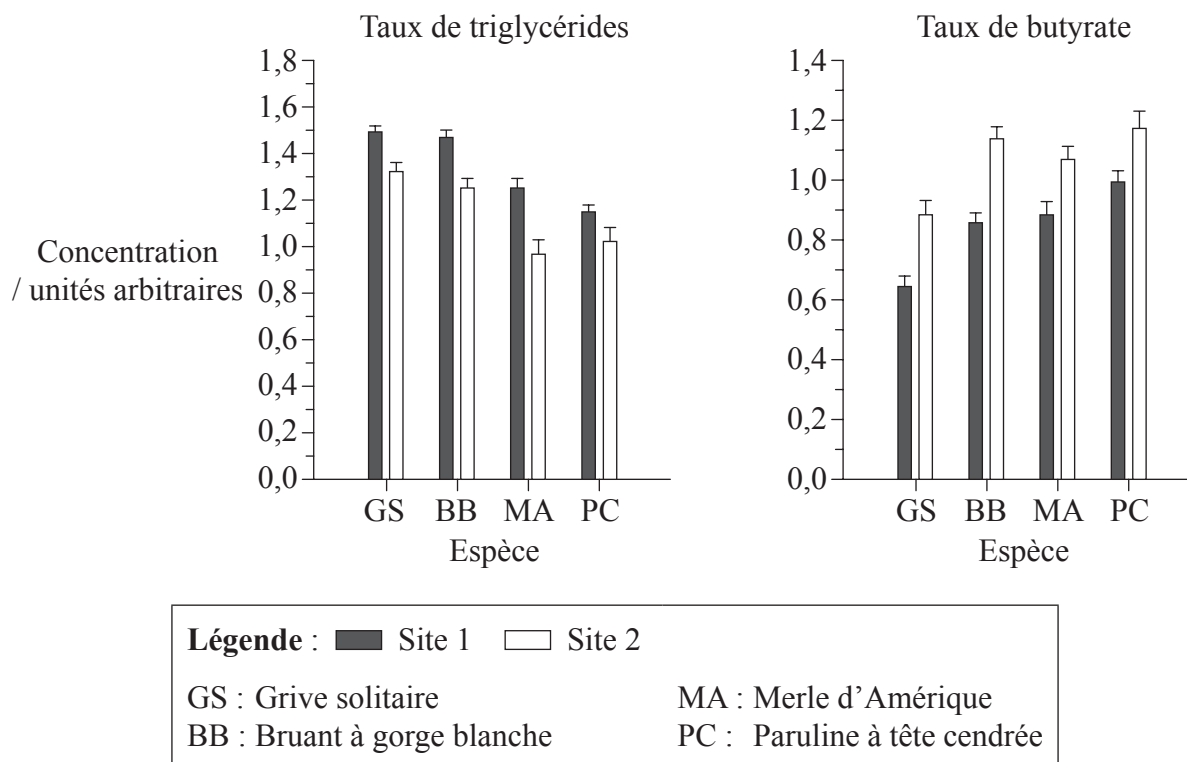 Taux de triglycérides
1,8
1,6
1,4
1,2
1,0
0,8
0,6
0,4
0,2
0,0
Concentration
/ unités arbitraires
GS BB MA PC
Espèce
Taux de butyrate
1,4
1,2
1,0
0,8
0,6
0,4
0,2
0,0
GS BB MA PC
Espèce
Légende : Site 1 Site 2
GS : Grive solitaire MA : Merle d’Amérique
BB : Bruant à gorge blanche PC : Paruline à tête cendrée